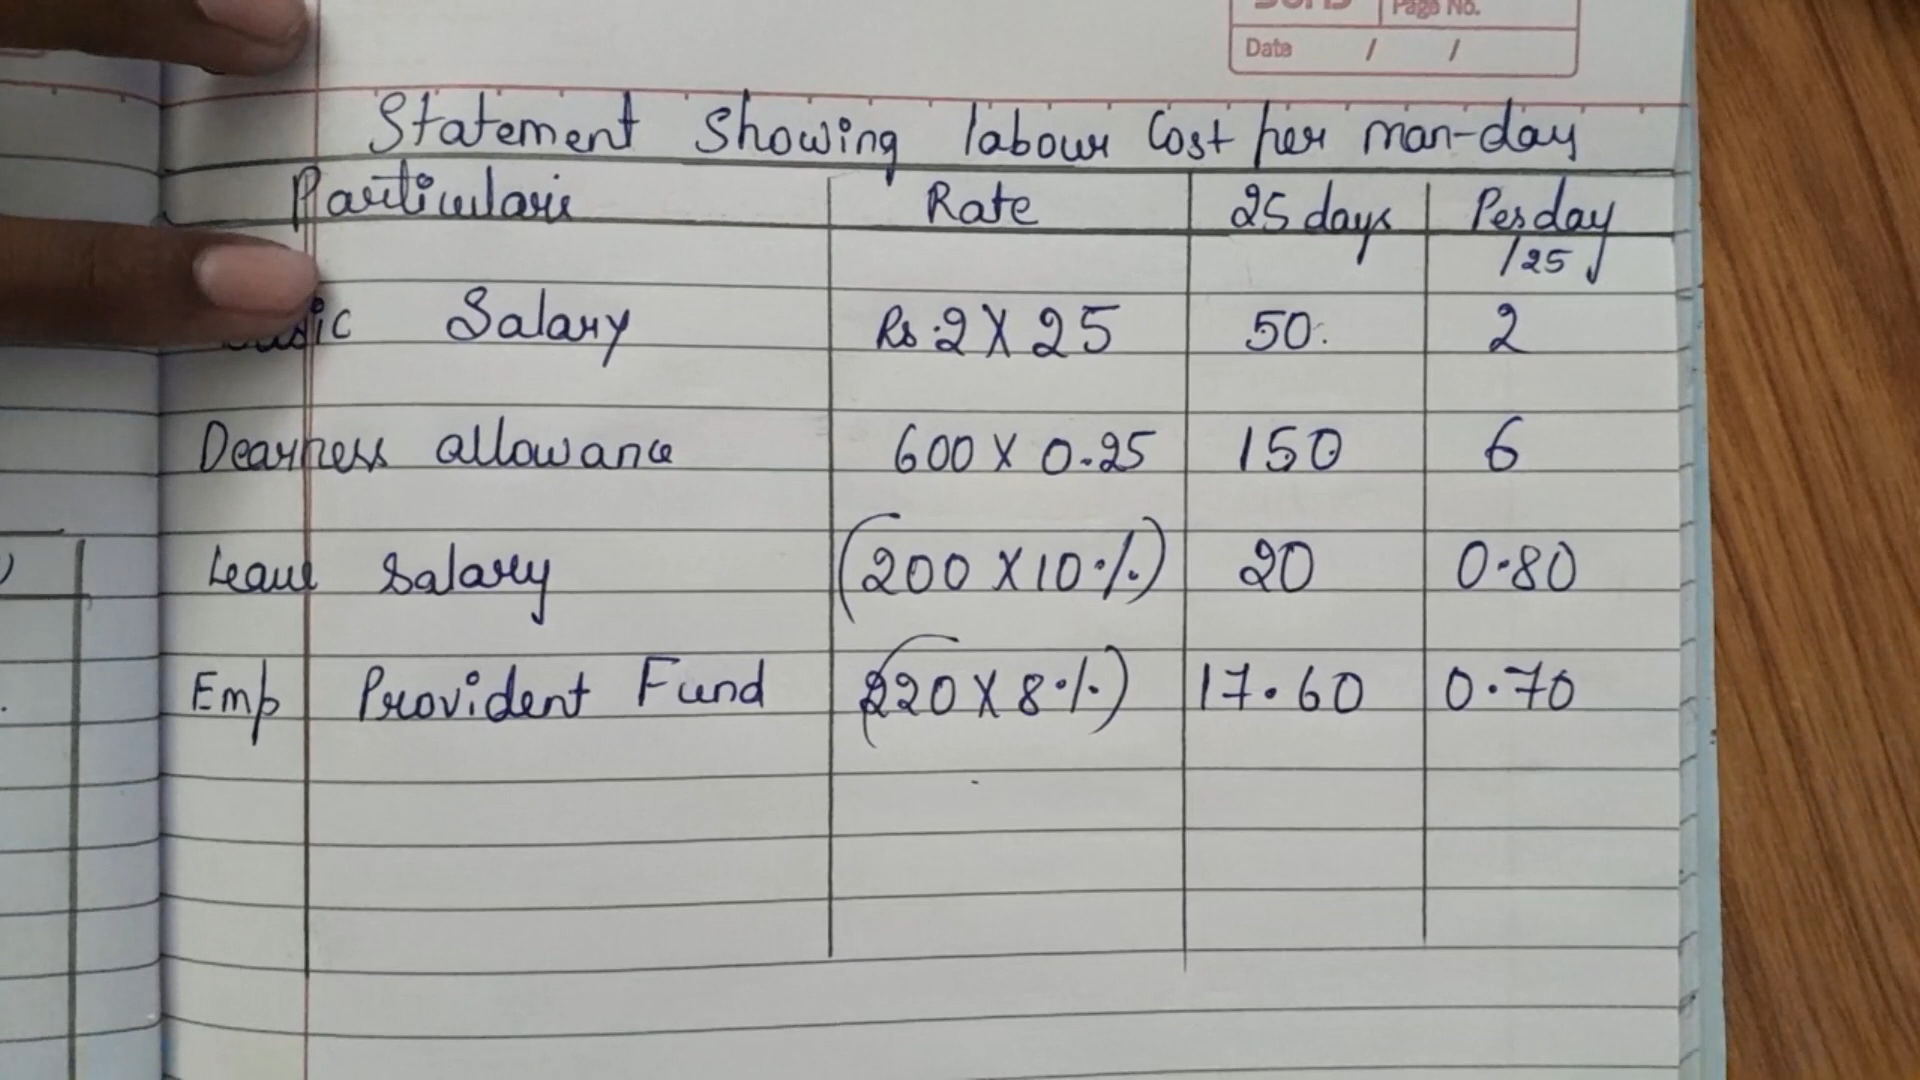 Page No.
Date / /
Statement Showing labour Cost per man-day
Particulars Rate 25 days Per day
/25
Salary Rs.2 X 25 50. 2
Dearness allowance 600 X 0.25 150 6
Leave Salary (200 X 10%) 20 0.80
Emp Provident Fund (220 X 8%) 17.60 0.70